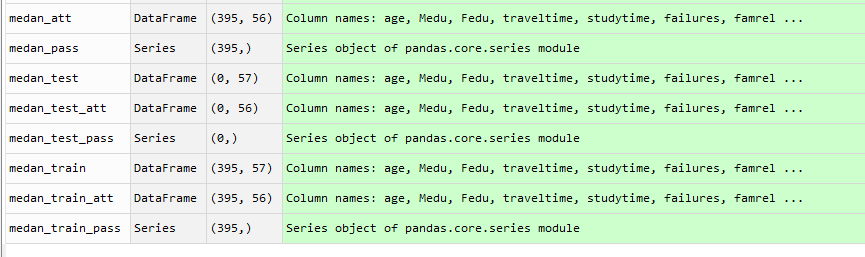 medan_att DataFrame (395, 56) Column names: age, Medu, Fedu, traveltime, studytime, failures, famrel ...
medan_pass Series (395,) Series object of pandas.core.series module
medan_test DataFrame (0, 57) Column names: age, Medu, Fedu, traveltime, studytime, failures, famrel ...
medan_test_att DataFrame (0, 56) Column names: age, Medu, Fedu, traveltime, studytime, failures, famrel ...
medan_test_pass Series (0,) Series object of pandas.core.series module
medan_train DataFrame (395, 57) Column names: age, Medu, Fedu, traveltime, studytime, failures, famrel ...
medan_train_att DataFrame (395, 56) Column names: age, Medu, Fedu, traveltime, studytime, failures, famrel ...
medan_train_pass Series (395,) Series object of pandas.core.series module